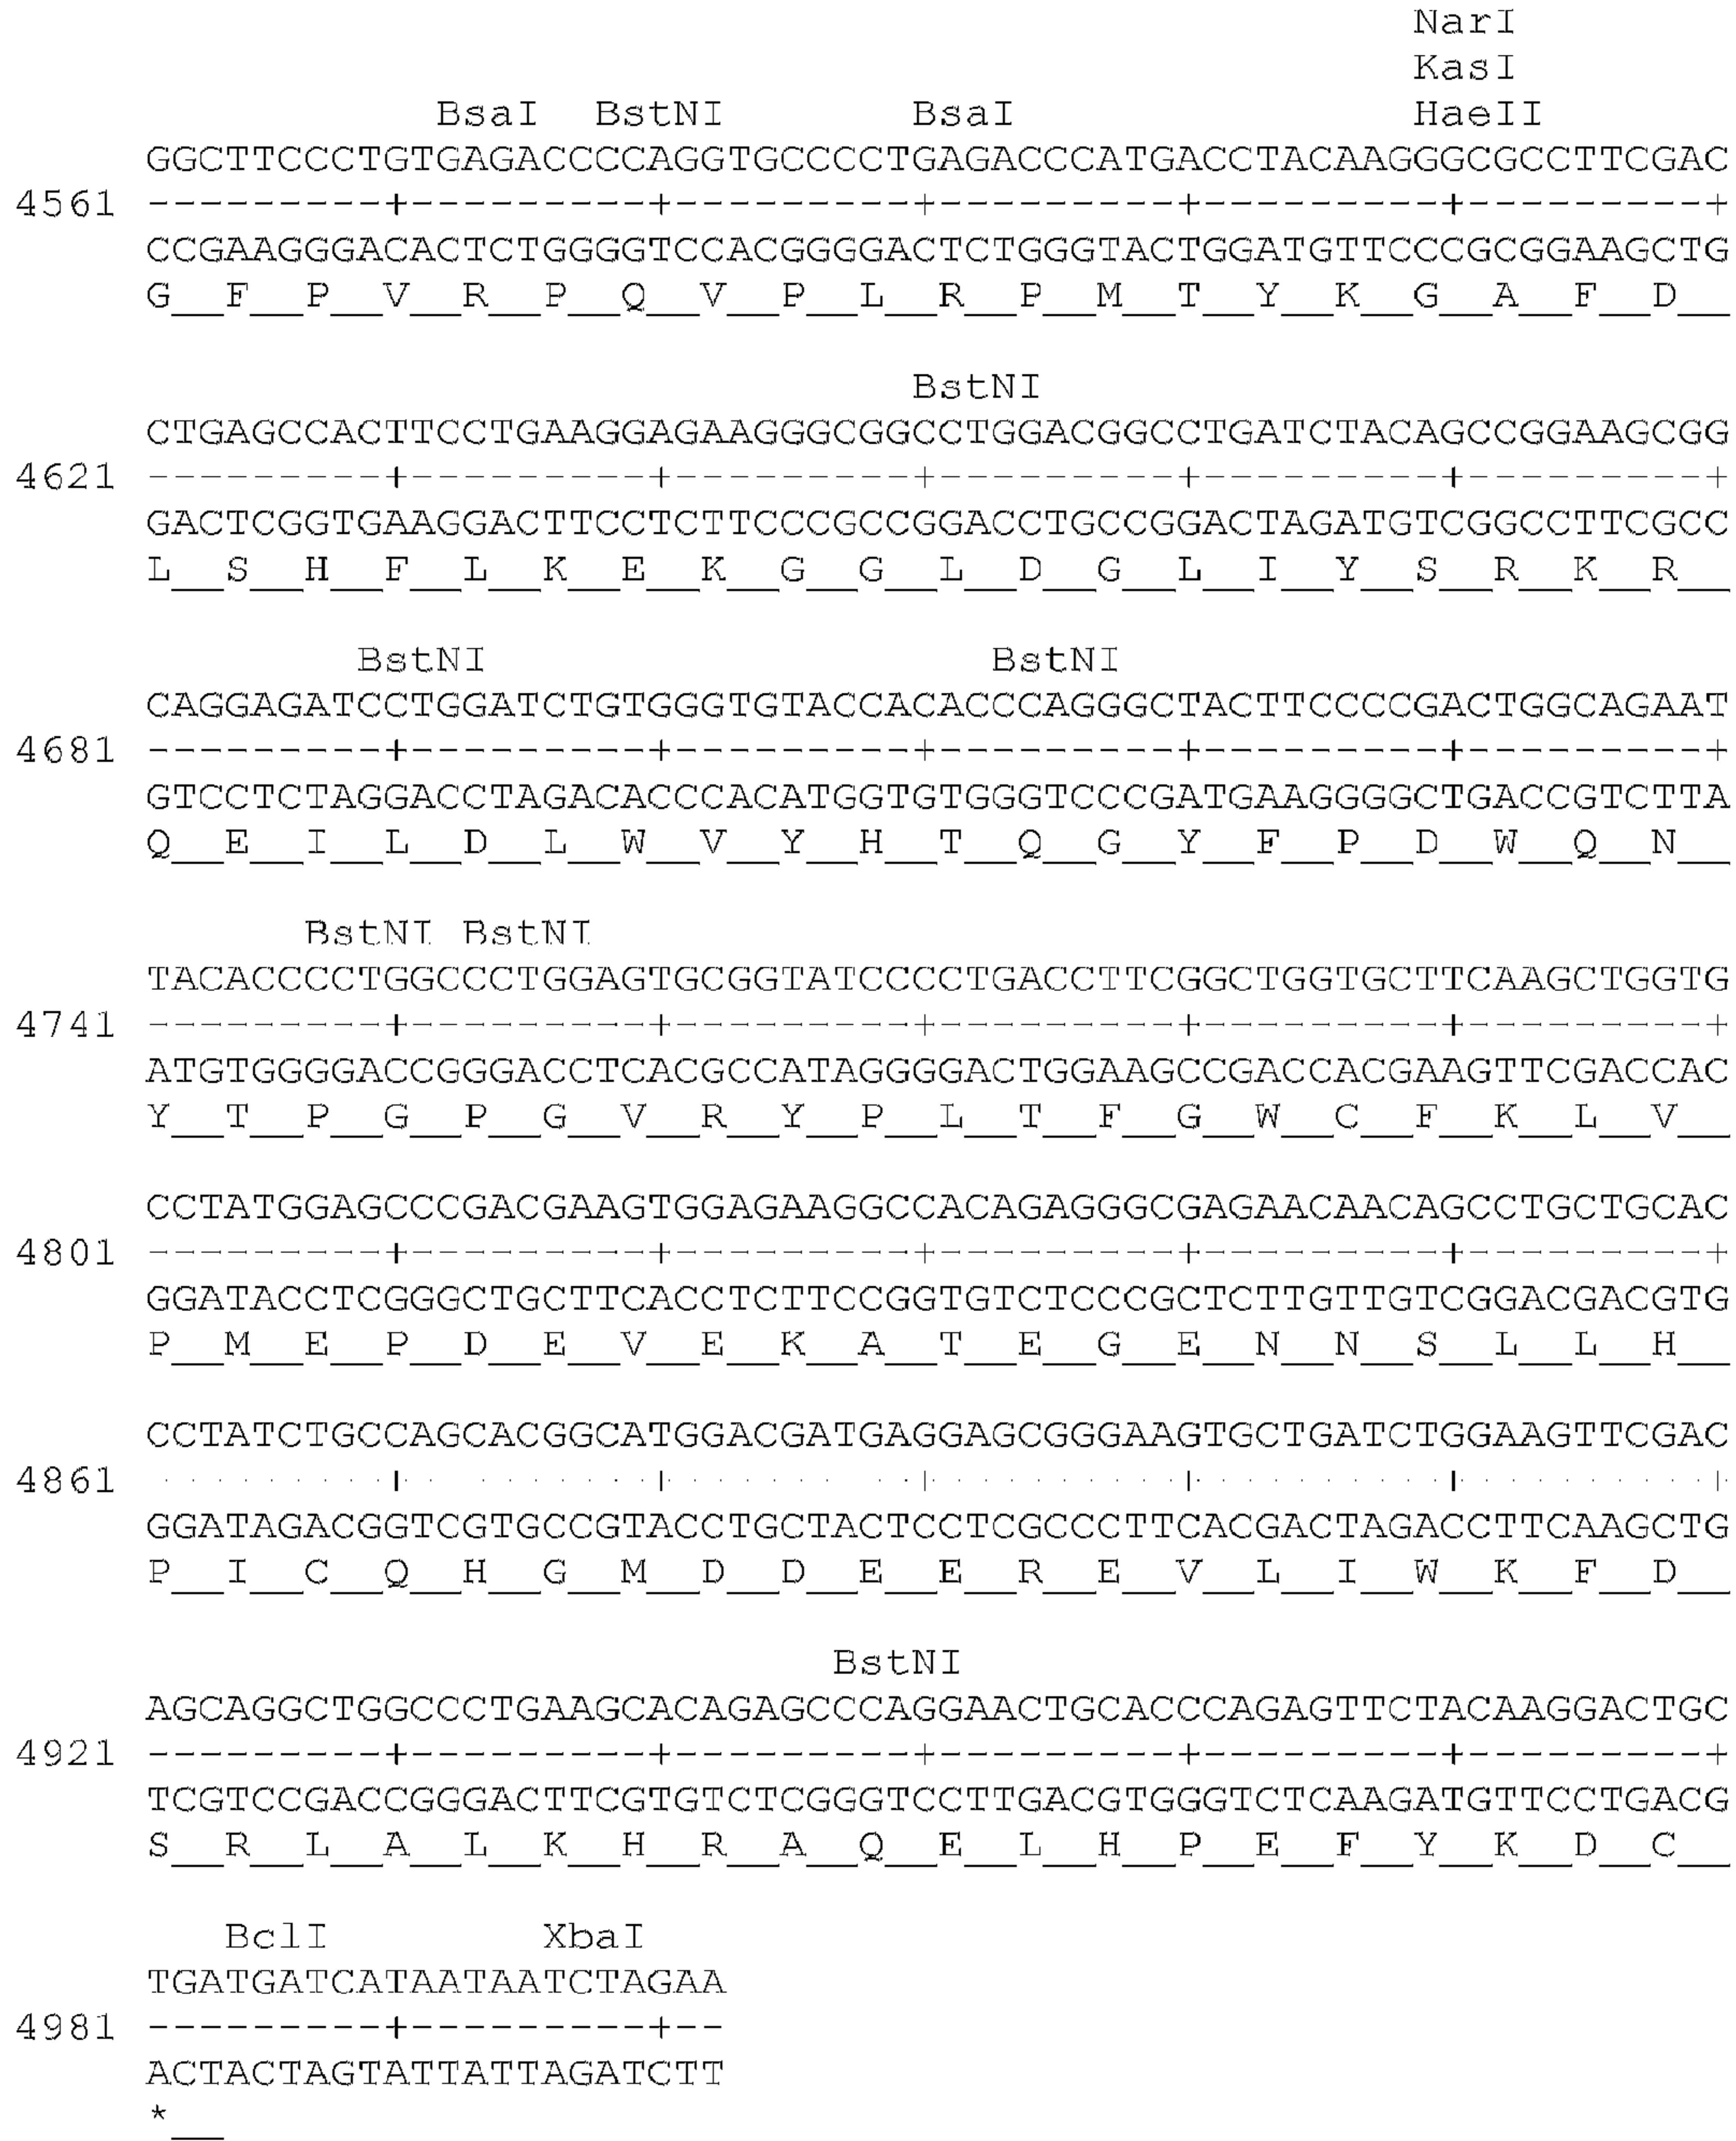 NarI
KasI
BsaI BstNI BsaI HaeII
GGCTTCCCTGTGAGACCCCAGGTGCCCCTGAGACCCATGACCTACAAGGGCGCCTTCGAC
4561 ---------+---------+---------+---------+---------+---------+
CCGAAGGGACACTCTGGGGTCCACGGGGACTCTGGGTACTGGATGTTCCCGCGGAAGCTG
G__F__P__V__R__P__Q__V__P__L__R__P__M__T__Y__K__G__A__F__D__
BstNI
CTGAGCCACTTCCTGAAGGAGAAGGGCGGCCTGGACGGCCTGATCTACAGCCGGAAGCGG
4621 ---------+---------+---------+---------+---------+---------+
GACTCGGTGAAGGACTTCCTCTTCCCGCCGGACCTGCCGGACTAGATGTCGGCCTTCGCC
L__S__H__F__L__K__E__K__G__G__L__D__G__L__I__Y__S__R__K__R__
BstNI BstNI
CAGGAGATCCTGGATCTGTGGGTGTACCACACCCAGGGCTACTTCCCCGACTGGCAGAAT
4681 ---------+---------+---------+---------+---------+---------+
GTCCTCTAGGACCTAGACACCCACATGGTGTGGGTCCCGATGAAGGGGCTGACCGTCTTA
Q__E__I__L__D__L__W__V__Y__H__T__Q__G__Y__F__P__D__W__Q__N__
BstNI BstNI
TACACCCCTGGCCCTGGAGTGCGGTATCCCCTGACCTTCGGCTGGTGCTTCAAGCTGGTG
4741 ---------+---------+---------+---------+---------+---------+
ATGTGGGGACCGGGACCTCACGCCATAGGGGACTGGAAGCCGACCACGAAGTTCGACCAC
Y__T__P__G__P__G__V__R__Y__P__L__T__F__G__W__C__F__K__L__V__
CCTATGGAGCCCGACGAAGTGGAGAAGGCCACAGAGGGCGAGAACAACAGCCTGCTGCAC
4801 ---------+---------+---------+---------+---------+---------+
GGATACCTCGGGCTGCTTCACCTCTTCCGGTGTCTCCCGCTCTTGTTGTCGGACGACGTG
P__M__E__P__D__E__V__E__K__A__T__E__G__E__N__N__S__L__L__H__
CCTATCTGCCAGCACGGCATGGACGATGAGGAGCGGGAAGTGCTGATCTGGAAGTTCGAC
4861 ---------+---------+---------+---------+---------+---------+
GGATAGACGGTCGTGCCGTACCTGCTACTCCTCGCCCTTCACGACTAGACCTTCAAGCTG
P__I__C__Q__H__G__M__D__D__E__E__R__E__V__L__I__W__K__F__D__
BstNI
AGCAGGCTGGCCCTGAAGCACAGAGCCCAGGAACTGCACCCAGAGTTCTACAAGGACTGC
4921 ---------+---------+---------+---------+---------+---------+
TCGTCCGACCGGGACTTCGTGTCTCGGGTCCTTGACGTGGGTCTCAAGATGTTCCTGACG
S__R__L__A__L__K__H__R__A__Q__E__L__H__P__E__F__Y__K__D__C__
BclI XbaI
TGATGATCATAATAATCTAGAA
4981 ---------+---------+--
ACTACTAGTATTATTAGATCTT
*__